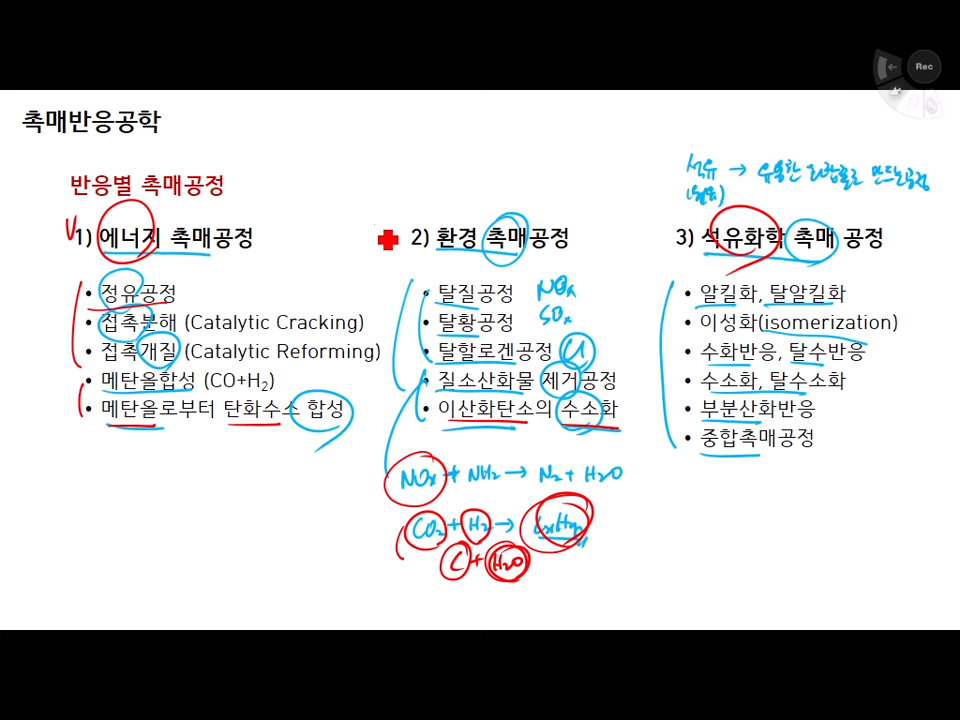 Rec
촉매반응공학
반응별 촉매공정
석유 → 유용한 화합물로 만드는 공정
(원유)
1) 에너지 촉매공정
• 정유공정
• 접촉분해 (Catalytic Cracking)
• 접촉개질 (Catalytic Reforming)
• 메탄올합성 (CO+H₂)
• 메탄올로부터 탄화수소 합성
2) 환경 촉매공정
• 탈질공정 NOx
• 탈황공정 SOx
• 탈할로겐공정 Cl
• 질소산화물 제거공정
• 이산화탄소의 수소화
NOx + NH₂ → N₂ + H₂O
CO₂ + H₂ → CxHy
C + H₂O
3) 석유화학 촉매 공정
• 알킬화, 탈알킬화
• 이성화(isomerization)
• 수화반응, 탈수반응
• 수소화, 탈수소화
• 부분산화반응
• 중합촉매공정